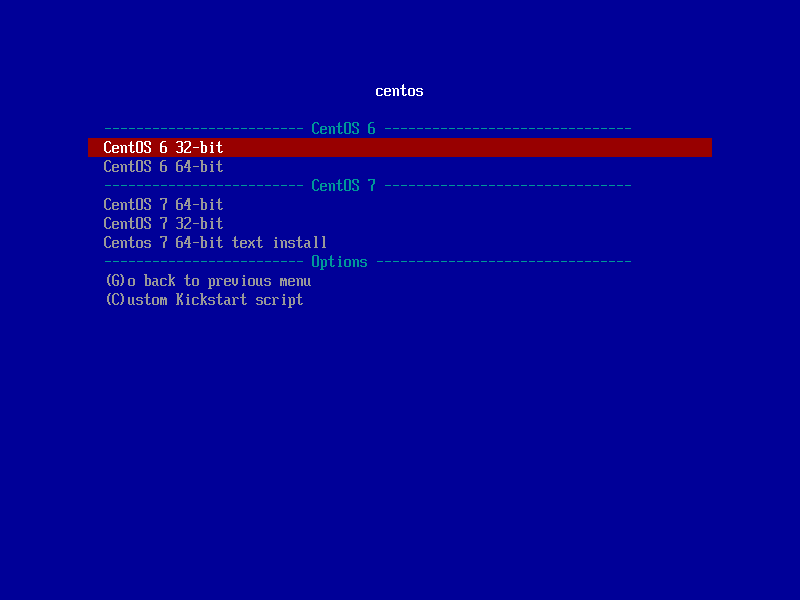 centos
------------------------- CentOS 6 -------------------------------
CentOS 6 32-bit
CentOS 6 64-bit
------------------------- CentOS 7 -------------------------------
CentOS 7 64-bit
CentOS 7 32-bit
Centos 7 64-bit text install
------------------------- Options --------------------------------
(G)o back to previous menu
(C)ustom Kickstart script